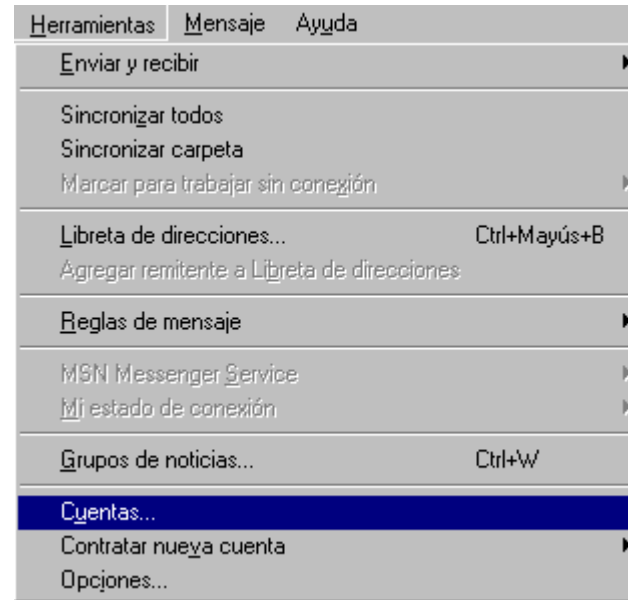 Herramientas Mensaje Ayuda
Enviar y recibir
Sincronizar todos
Sincronizar carpeta
Marcar para trabajar sin conexión
Libreta de direcciones... Ctrl+Mayús+B
Agregar remitente a Libreta de direcciones
Reglas de mensaje
MSN Messenger Service
Mi estado de conexión
Grupos de noticias... Ctrl+W
Cuentas...
Contratar nueva cuenta
Opciones...